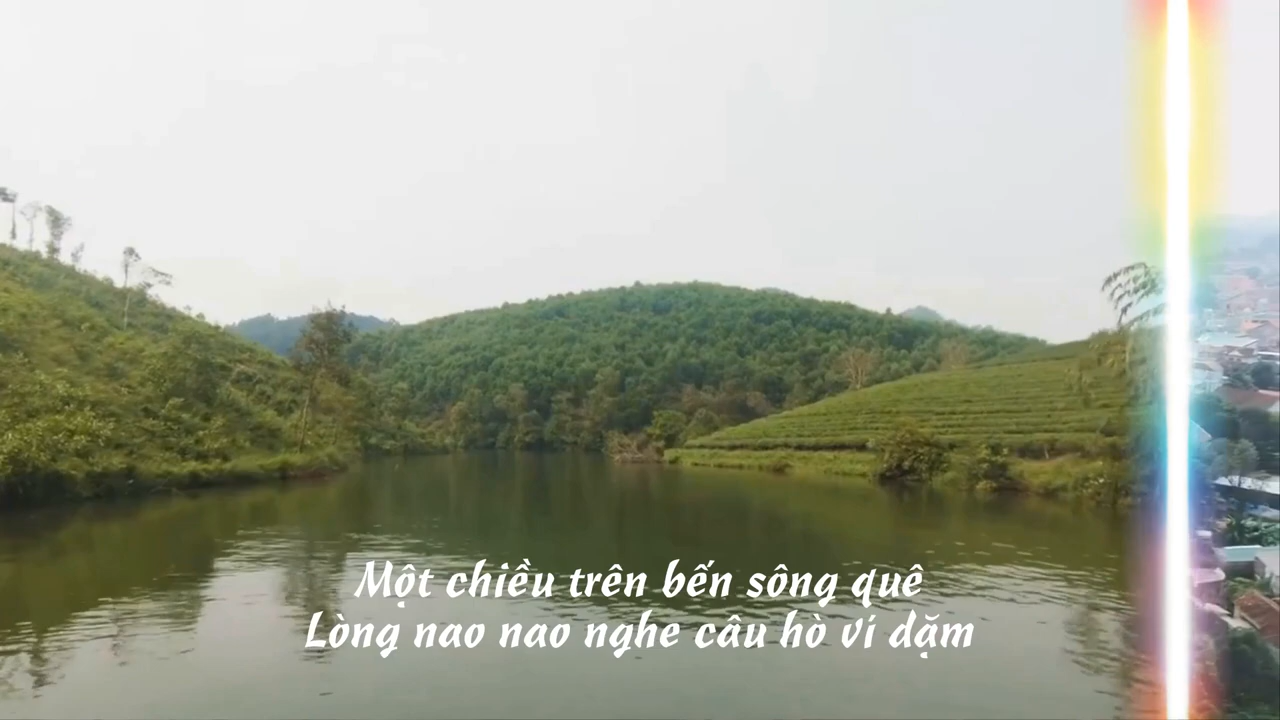 Một chiều trên bến sông quê
Lòng nao nao nghe câu hò ví dặm